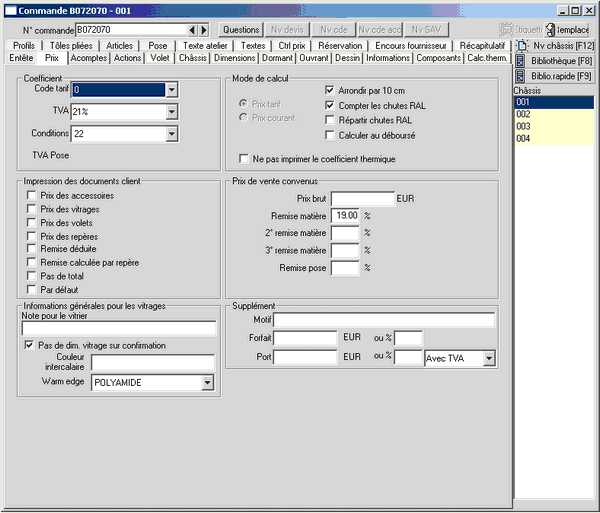 Commande B072070 - 001
N° commande B072070 Questions Nv devis Nv cde Nv cde acc Nv SAV Etiquett Remplace
Profils Tôles pliées Articles Pose Texte atelier Textes Ctrl prix Réservation Encours fournisseur Récapitulatif
Entête Prix Acomptes Actions Volet Châssis Dimensions Dormant Ouvrant Dessin Informations Composants Calc.therm.
Nv châssis [F12]
Bibliothèque [F8]
Biblio.rapide [F9]
Châssis
001
002
003
004
Coefficient
Code tarif 0
TVA 21%
Conditions 22
TVA Pose
Mode de calcul
Prix tarif
Prix courant
Arrondi par 10 cm
Compter les chutes RAL
Répartir chutes RAL
Calculer au déboursé
Ne pas imprimer le coefficient thermique
Impression des documents client
Prix des accessoires
Prix des vitrages
Prix des volets
Prix des repères
Remise déduite
Remise calculée par repère
Pas de total
Par défaut
Prix de vente convenus
Prix brut EUR
Remise matière 19.00 %
2° remise matière %
3° remise matière %
Remise pose %
Informations générales pour les vitrages
Note pour le vitrier
Pas de dim. vitrage sur confirmation
Couleur
intercalaire
Warm edge POLYAMIDE
Supplément
Motif
Forfait EUR ou %
Port EUR ou % Avec TVA